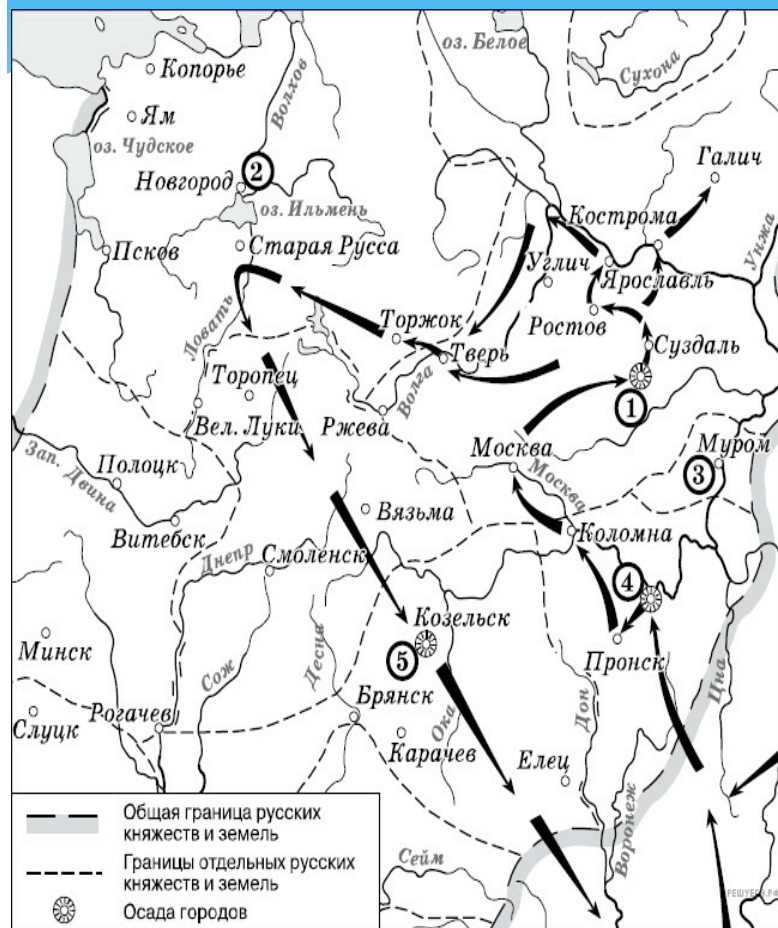 оз. Белое
Сухона
Копорье
Волхов
Ям
оз. Чудское
Галич
Новгород
2
оз. Ильмень
Кострома
Унжа
Псков
Старая Русса
Углич
Ярославль
Ловать
Торжок
Ростов
Суздаль
Тверь
Торопец
Волга
1
Вел. Луки
Ржева
Москва
Муром
Зап. Двина
Полоцк
Москва
3
Витебск
Вязьма
Коломна
Днепр
Смоленск
4
Козельск
Минск
Сож
Десна
5
Пронск
Цна
Слуцк
Рогачев
Брянск
Ока
Дон
Карачев
Елец
Воронеж
Сейм
Общая граница русских
княжеств и земель
Границы отдельных русских
княжеств и земель
Осада городов
РЕШУЕГЭ.РФ